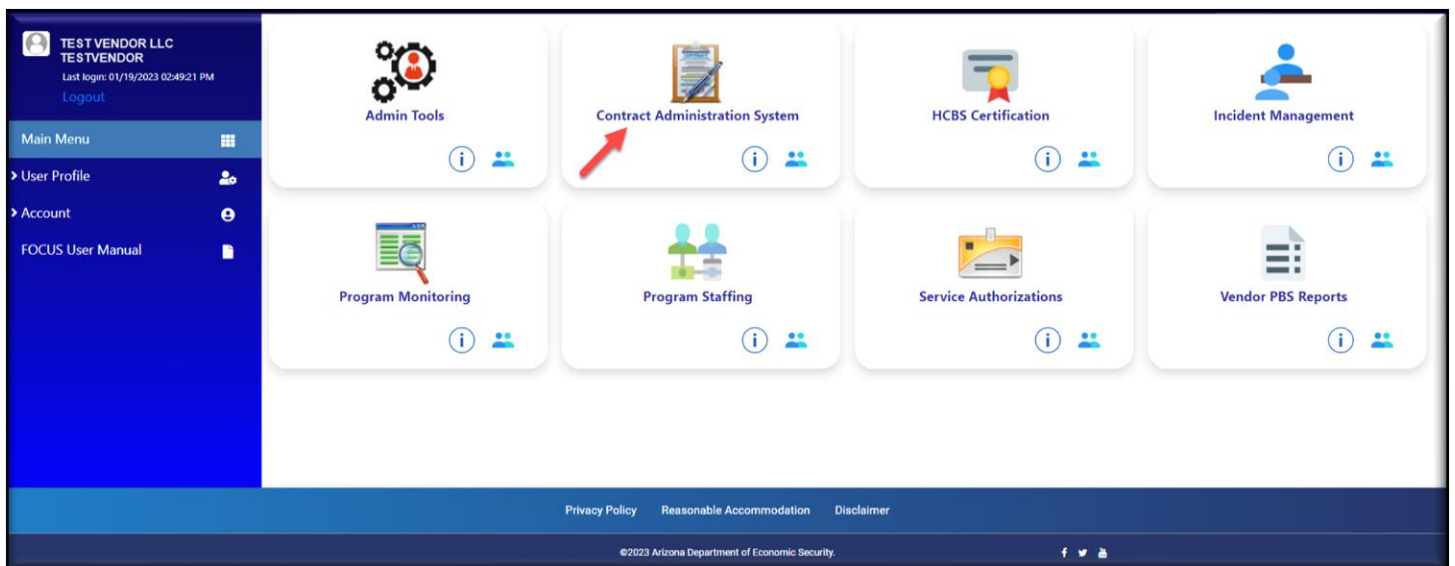 TEST VENDOR LLC
TESTVENDOR
Last login: 01/19/2023 02:49:21 PM
Logout
Main Menu
User Profile
Account
FOCUS User Manual
Admin Tools
Contract Administration System
HCBS Certification
Incident Management
Program Monitoring
Program Staffing
Service Authorizations
Vendor PBS Reports
Privacy Policy Reasonable Accommodation Disclaimer
©2023 Arizona Department of Economic Security.